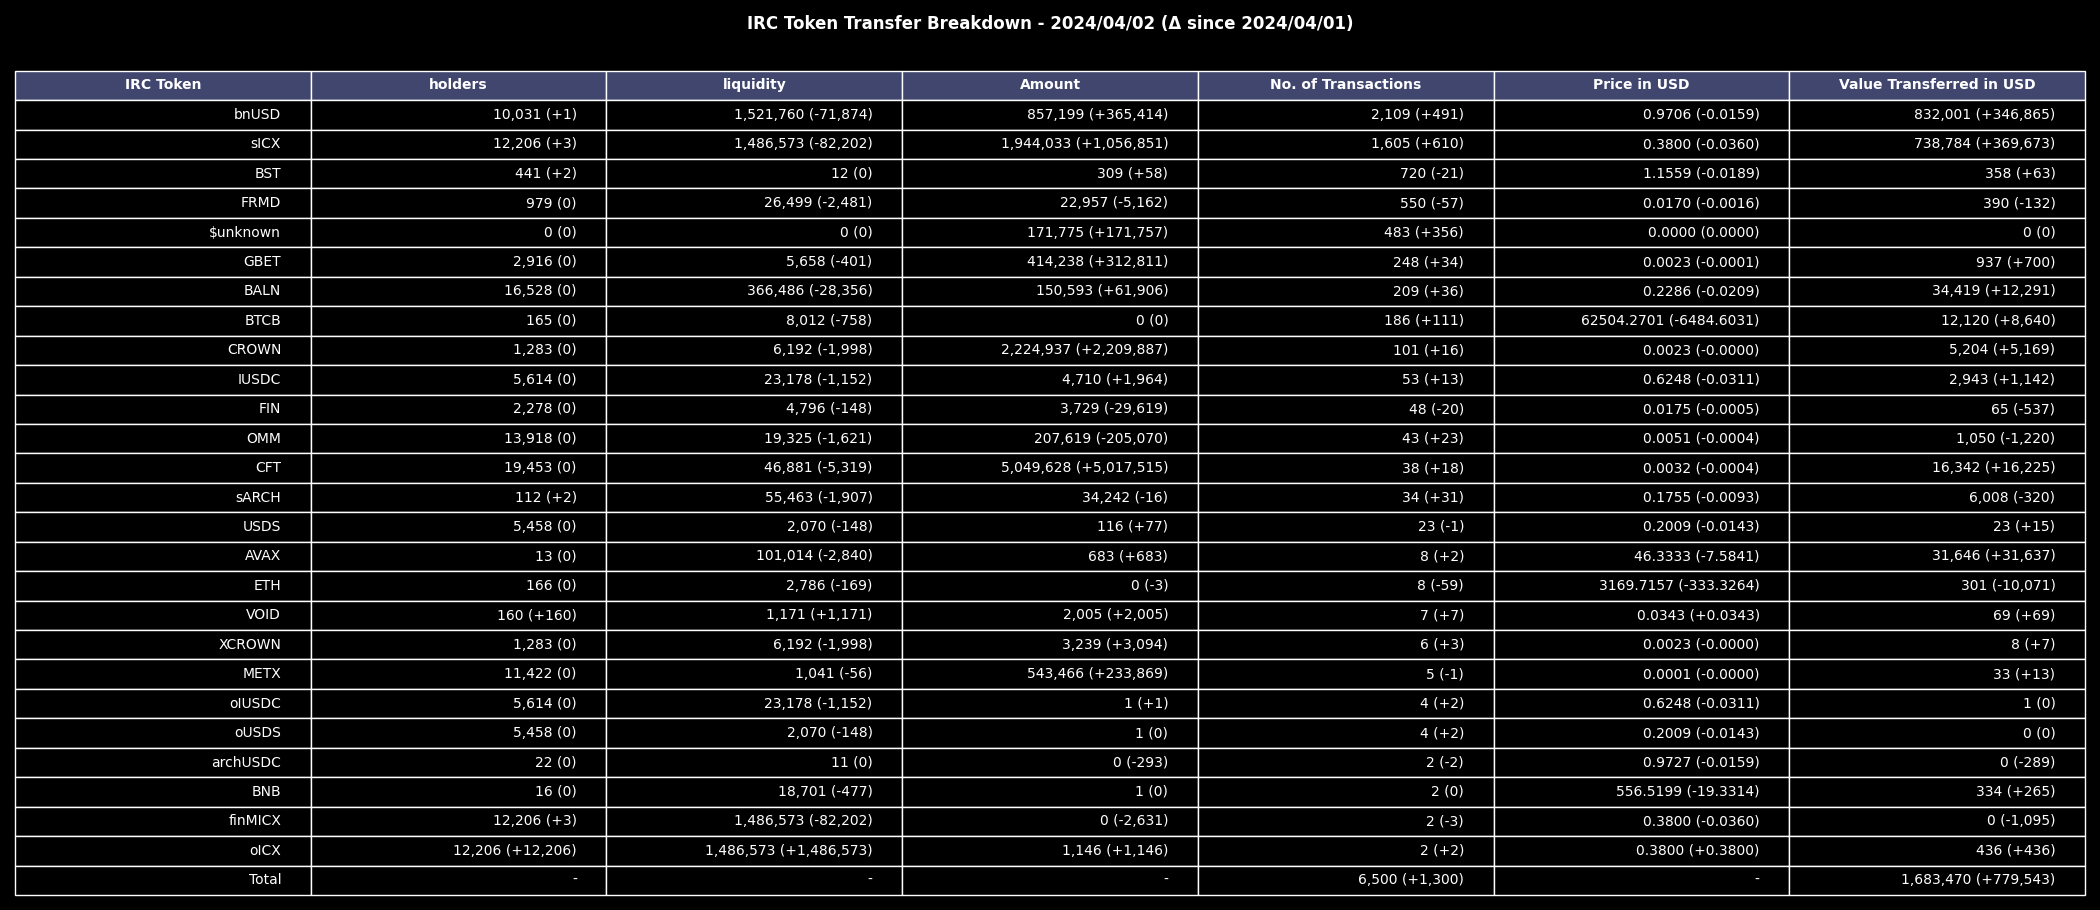 IRC Token Transfer Breakdown - 2024/04/02 (Δ since 2024/04/01)
IRC Token holders liquidity Amount No. of Transactions Price in USD Value Transferred in USD
bnUSD 10,031 (+1) 1,521,760 (-71,874) 857,199 (+365,414) 2,109 (+491) 0.9706 (-0.0159) 832,001 (+346,865)
sICX 12,206 (+3) 1,486,573 (-82,202) 1,944,033 (+1,056,851) 1,605 (+610) 0.3800 (-0.0360) 738,784 (+369,673)
BST 441 (+2) 12 (0) 309 (+58) 720 (-21) 1.1559 (-0.0189) 358 (+63)
FRMD 979 (0) 26,499 (-2,481) 22,957 (-5,162) 550 (-57) 0.0170 (-0.0016) 390 (-132)
$unknown 0 (0) 0 (0) 171,775 (+171,757) 483 (+356) 0.0000 (0.0000) 0 (0)
GBET 2,916 (0) 5,658 (-401) 414,238 (+312,811) 248 (+34) 0.0023 (-0.0001) 937 (+700)
BALN 16,528 (0) 366,486 (-28,356) 150,593 (+61,906) 209 (+36) 0.2286 (-0.0209) 34,419 (+12,291)
BTCB 165 (0) 8,012 (-758) 0 (0) 186 (+111) 62504.2701 (-6484.6031) 12,120 (+8,640)
CROWN 1,283 (0) 6,192 (-1,998) 2,224,937 (+2,209,887) 101 (+16) 0.0023 (-0.0000) 5,204 (+5,169)
IUSDC 5,614 (0) 23,178 (-1,152) 4,710 (+1,964) 53 (+13) 0.6248 (-0.0311) 2,943 (+1,142)
FIN 2,278 (0) 4,796 (-148) 3,729 (-29,619) 48 (-20) 0.0175 (-0.0005) 65 (-537)
OMM 13,918 (0) 19,325 (-1,621) 207,619 (-205,070) 43 (+23) 0.0051 (-0.0004) 1,050 (-1,220)
CFT 19,453 (0) 46,881 (-5,319) 5,049,628 (+5,017,515) 38 (+18) 0.0032 (-0.0004) 16,342 (+16,225)
sARCH 112 (+2) 55,463 (-1,907) 34,242 (-16) 34 (+31) 0.1755 (-0.0093) 6,008 (-320)
USDS 5,458 (0) 2,070 (-148) 116 (+77) 23 (-1) 0.2009 (-0.0143) 23 (+15)
AVAX 13 (0) 101,014 (-2,840) 683 (+683) 8 (+2) 46.3333 (-7.5841) 31,646 (+31,637)
ETH 166 (0) 2,786 (-169) 0 (-3) 8 (-59) 3169.7157 (-333.3264) 301 (-10,071)
VOID 160 (+160) 1,171 (+1,171) 2,005 (+2,005) 7 (+7) 0.0343 (+0.0343) 69 (+69)
XCROWN 1,283 (0) 6,192 (-1,998) 3,239 (+3,094) 6 (+3) 0.0023 (-0.0000) 8 (+7)
METX 11,422 (0) 1,041 (-56) 543,466 (+233,869) 5 (-1) 0.0001 (-0.0000) 33 (+13)
oIUSDC 5,614 (0) 23,178 (-1,152) 1 (+1) 4 (+2) 0.6248 (-0.0311) 1 (0)
oUSDS 5,458 (0) 2,070 (-148) 1 (0) 4 (+2) 0.2009 (-0.0143) 0 (0)
archUSDC 22 (0) 11 (0) 0 (-293) 2 (-2) 0.9727 (-0.0159) 0 (-289)
BNB 16 (0) 18,701 (-477) 1 (0) 2 (0) 556.5199 (-19.3314) 334 (+265)
finMICX 12,206 (+3) 1,486,573 (-82,202) 0 (-2,631) 2 (-3) 0.3800 (-0.0360) 0 (-1,095)
oICX 12,206 (+12,206) 1,486,573 (+1,486,573) 1,146 (+1,146) 2 (+2) 0.3800 (+0.3800) 436 (+436)
Total - - - 6,500 (+1,300) - 1,683,470 (+779,543)